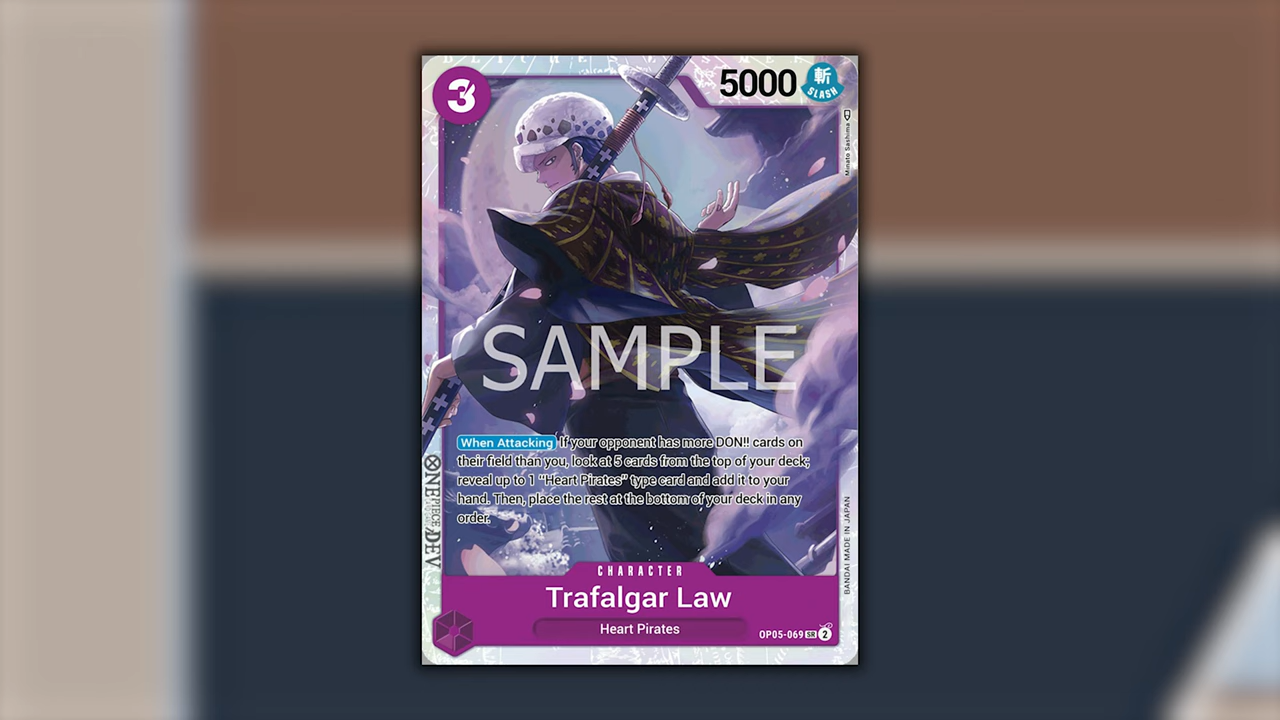 3
5000
斬
SLASH
Minato Sashima
SAMPLE
When Attacking If your opponent has more DON!! cards on
their field than you, look at 5 cards from the top of your deck;
reveal up to 1 "Heart Pirates" type card and add it to your
hand. Then, place the rest at the bottom of your deck in any
order.
ONE PIECE
BANDAI MADE IN JAPAN
CHARACTER
Trafalgar Law
Heart Pirates
OP05-069 SR 2